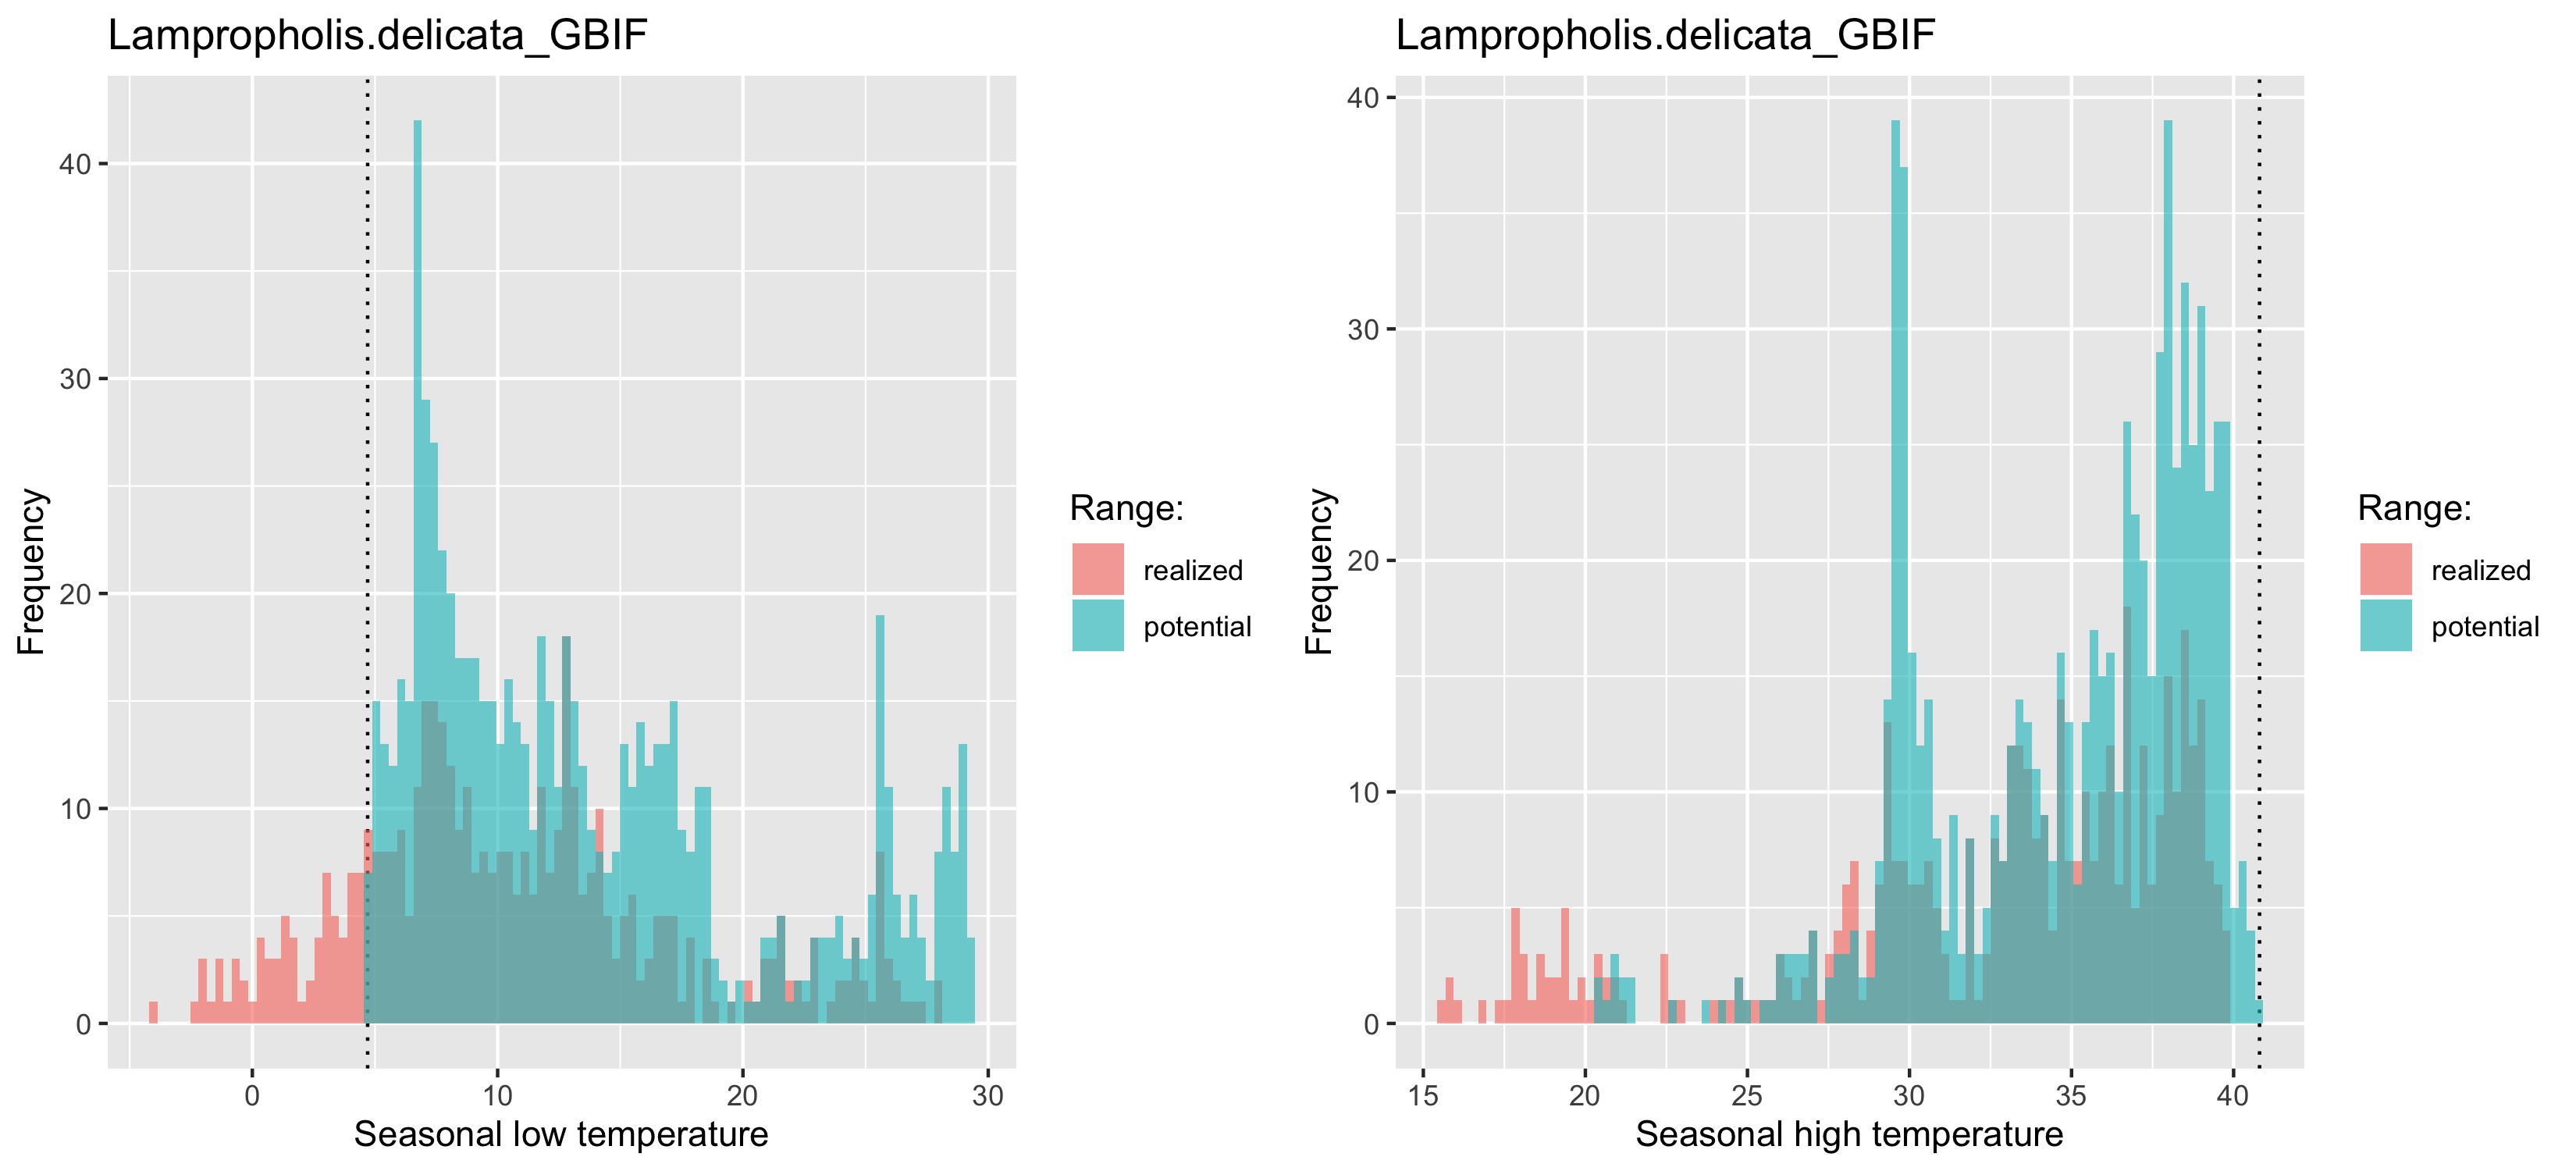 Lampropholis.delicata_GBIF
Frequency
40
30
20
10
0
0 10 20 30
Seasonal low temperature
Range:
realized
potential
Lampropholis.delicata_GBIF
Frequency
40
30
20
10
0
15 20 25 30 35 40
Seasonal high temperature
Range:
realized
potential